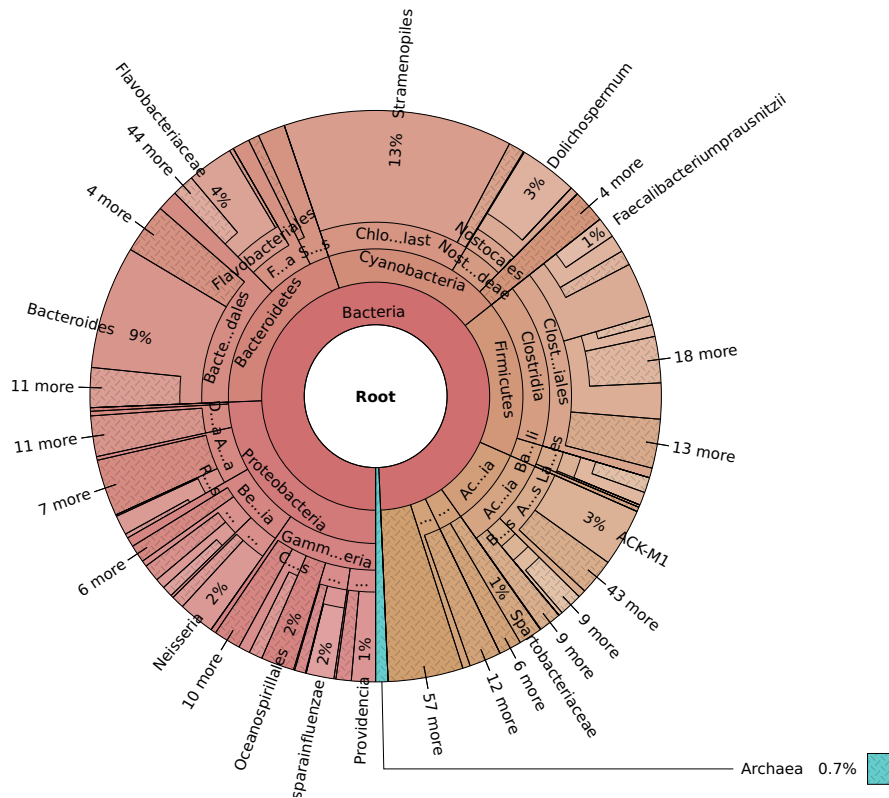 Stramenopiles
13%
Dolichospermum
3%
4 more
Faecalibacteriumprausnitzii
1%
Flavobacteriaceae
44 more
4%
4 more
Flavobacteriales
F...a
S...s
Chlo...last
Nost...deae
Nostocales
Cyanobacteria
Bacteroidetes
Bacteria
Root
Firmicutes
Clostridia
Clost...iales
Bacte...dales
Bacteroides
9%
11 more
18 more
13 more
D...a
A...a
11 more
7 more
R...s
Proteobacteria
Be...ia
...
...
Gamm...eria
C...s
...
...
6 more
Neisseria
2%
10 more
Oceanospirillales
2%
sparainfluenzae
2%
Providencia
1%
Ac...ia
Ba...li
La...es
Ac...ia
A...s
B...s
...
...
3%
ACK-M1
43 more
9 more
9 more
1%
Spartobacteriaceae
6 more
12 more
57 more
Archaea 0.7%